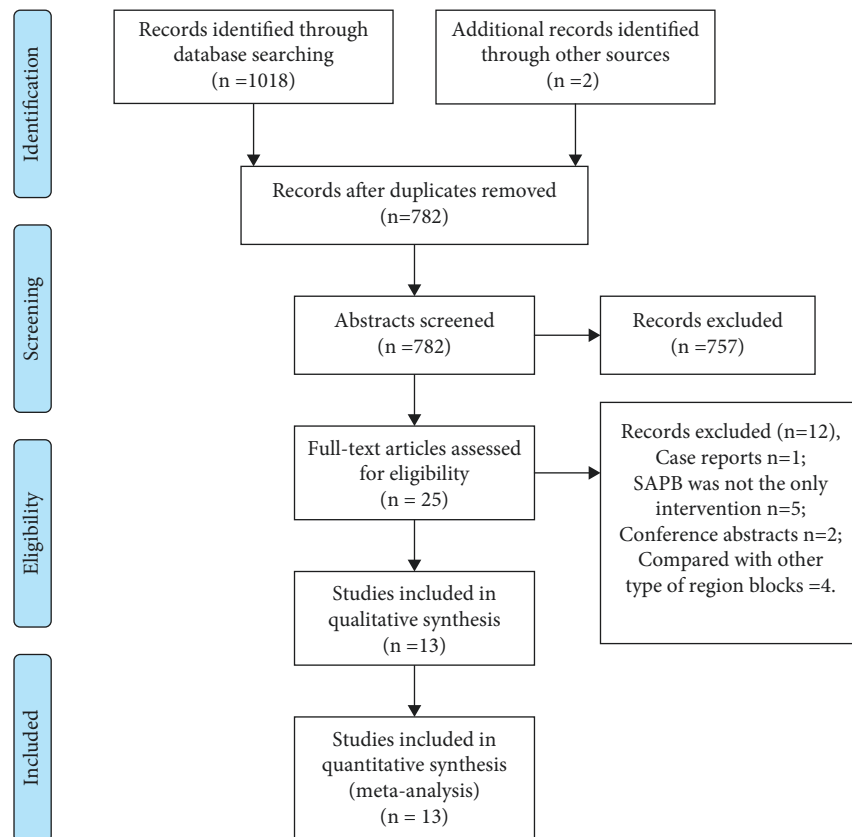 Identification
Records identified through
database searching
(n =1018)
Additional records identified
through other sources
(n =2)
Records after duplicates removed
(n=782)
Screening
Abstracts screened
(n =782)
Records excluded
(n =757)
Eligibility
Full-text articles assessed
for eligibility
(n = 25)
Records excluded (n=12),
Case reports n=1;
SAPB was not the only
intervention n=5;
Conference abstracts n=2;
Compared with other
type of region blocks =4.
Studies included in
qualitative synthesis
(n =13)
Included
Studies included in
quantitative synthesis
(meta-analysis)
(n = 13)